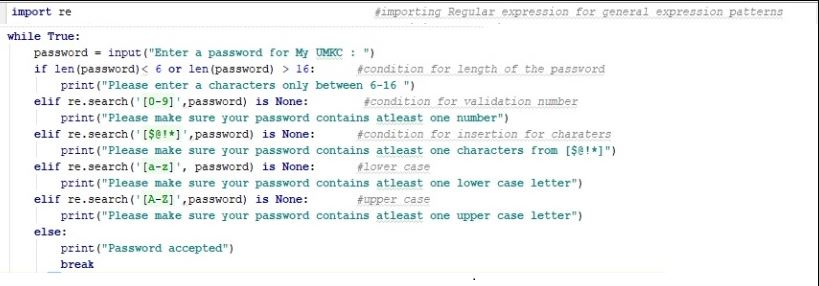 import re #importing Regular expression for general expression patterns
while True:
password = input("Enter a password for My UMKC : ")
if len(password)< 6 or len(password) > 16: #condition for length of the password
print("Please enter a characters only between 6-16 ")
elif re.search('[0-9]',password) is None: #condition for validation number
print("Please make sure your password contains atleast one number")
elif re.search('[$@!*]',password) is None: #condition for insertion for charaters
print("Please make sure your password contains atleast one characters from [$@!*]")
elif re.search('[a-z]', password) is None: #lower case
print("Please make sure your password contains atleast one lower case letter")
elif re.search('[A-Z]',password) is None: #upper case
print("Please make sure your password contains atleast one upper case letter")
else:
print("Password accepted")
break